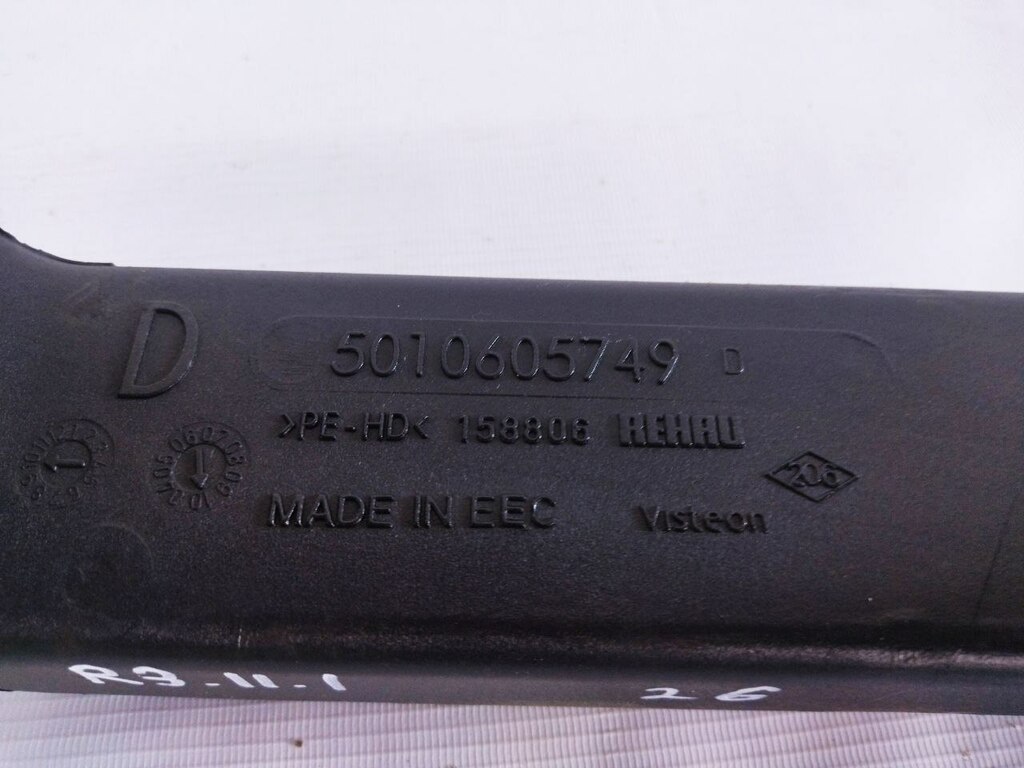 D 5010605749 D
>PE-HD< 158806 REHAU
206
MADE IN EEC Visteon
R3-11-1 26